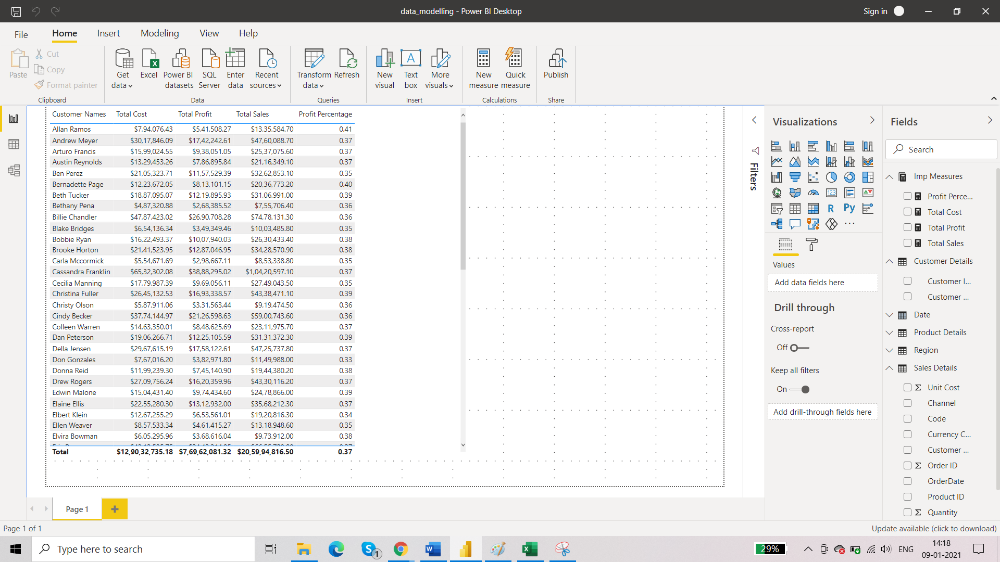 data_modelling - Power BI Desktop
Sign in
File Home Insert Modeling View Help
Paste
Cut
Copy
Format painter
Clipboard
Get data
Excel
Power BI datasets
SQL Server
Enter data
Recent sources
Data
Transform data
Refresh
Queries
New visual
Text box
More visuals
Insert
New measure
Quick measure
Calculations
Publish
Share
Customer Names Total Cost Total Profit Total Sales Profit Percentage
Allan Ramos $7,94,076.43 $5,41,508.27 $13,35,584.70 0.41
Andrew Meyer $30,17,846.09 $17,42,242.61 $47,60,088.70 0.37
Arturo Francis $15,99,024.55 $9,38,051.05 $25,37,075.60 0.37
Austin Reynolds $13,29,453.26 $7,86,895.84 $21,16,349.10 0.37
Ben Perez $21,05,323.71 $11,57,529.39 $32,62,853.10 0.35
Bernadette Page $12,23,672.05 $8,13,101.15 $20,36,773.20 0.40
Beth Tucker $18,87,095.07 $12,19,895.93 $31,06,991.00 0.39
Bethany Pena $4,87,320.88 $2,68,385.52 $7,55,706.40 0.36
Billie Chandler $47,87,423.02 $26,90,708.28 $74,78,131.30 0.36
Blake Bridges $6,54,136.34 $3,49,349.46 $10,03,485.80 0.35
Bobbie Ryan $16,22,493.37 $10,07,940.03 $26,30,433.40 0.38
Brooke Horton $21,41,523.95 $12,87,046.95 $34,28,570.90 0.38
Carla Mccormick $5,54,671.69 $2,98,667.11 $8,53,338.80 0.35
Cassandra Franklin $65,32,302.08 $38,88,295.02 $1,04,20,597.10 0.37
Cecilia Manning $17,79,987.39 $9,69,056.11 $27,49,043.50 0.35
Christina Fuller $26,45,132.53 $16,93,338.57 $43,38,471.10 0.39
Christy Olson $5,87,911.06 $3,31,563.44 $9,19,474.50 0.36
Cindy Becker $37,74,144.97 $21,26,598.63 $59,00,743.60 0.36
Colleen Warren $14,63,350.01 $8,48,625.69 $23,11,975.70 0.37
Dan Peterson $19,06,266.71 $12,25,105.59 $31,31,372.30 0.39
Della Jensen $29,67,615.19 $17,58,122.61 $47,25,737.80 0.37
Don Gonzales $7,67,016.20 $3,82,971.80 $11,49,988.00 0.33
Donna Reid $11,99,239.30 $7,45,140.90 $19,44,380.20 0.38
Drew Rogers $27,09,756.24 $16,20,359.96 $43,30,116.20 0.37
Edwin Malone $15,04,431.40 $9,74,434.60 $24,78,866.00 0.39
Elaine Ellis $22,55,280.30 $13,12,932.00 $35,68,212.30 0.37
Elbert Klein $12,67,255.29 $6,53,561.01 $19,20,816.30 0.34
Ellen Weaver $8,57,533.34 $4,61,415.27 $13,18,948.60 0.35
Elvira Bowman $6,05,295.96 $3,68,616.04 $9,73,912.00 0.38
Total $12,90,32,735.18 $7,69,62,081.32 $20,59,94,816.50 0.37
Filters
Visualizations
123
R
Py
Values
Add data fields here
Drill through
Cross-report
Off
Keep all filters
On
Add drill-through fields here
Fields
Search
Imp Measures
Profit Perce...
Total Cost
Total Profit
Total Sales
Customer Details
Customer I...
Customer ...
Date
Product Details
Region
Sales Details
Σ Unit Cost
Channel
Code
Currency C...
Customer ...
Σ Order ID
OrderDate
Product ID
Σ Quantity
Page 1
Page 1 of 1
Update available (click to download)
Type here to search
1
29%
ENG
14:18
09-01-2021